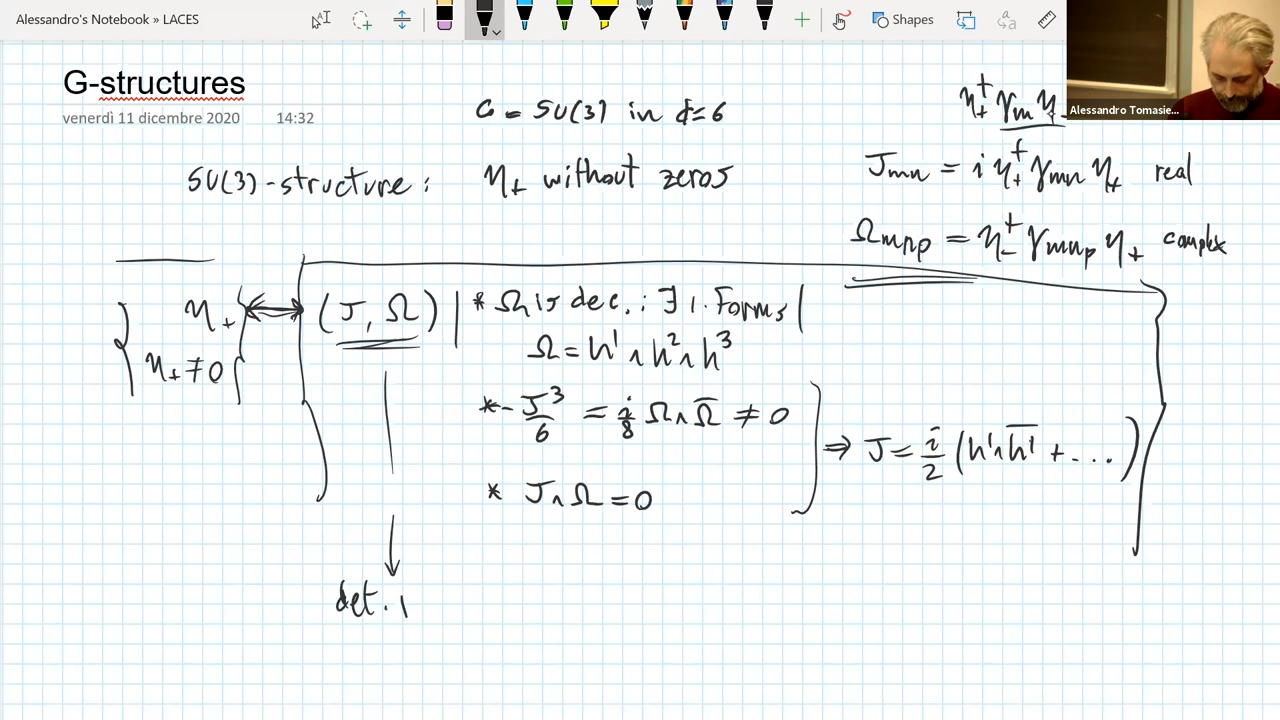 Alessandro's Notebook » LACES
Shapes
G-structures
venerdì 11 dicembre 2020 14:32
Alessandro Tomasie...
G = SU(3) in d=6
η₊† γₘ η₋
SU(3)-structure : η₊ without zeros
Jₘₙ = i η₊† γₘₙ η₊ real
Ωₘₙₚ = η₋† γₘₙₚ η₊ complex
{ η₊ ↔ (J, Ω) | * Ω is dec. : ∃ 1-Forms |
η₊ ≠ 0 }
Ω = h¹ ∧ h² ∧ h³
* - J³/6 = i/8 Ω ∧ Ω̄ ≠ 0
⇒ J = i/2 (h¹ ∧ h̄¹ + ... )
* J ∧ Ω = 0
det. 1